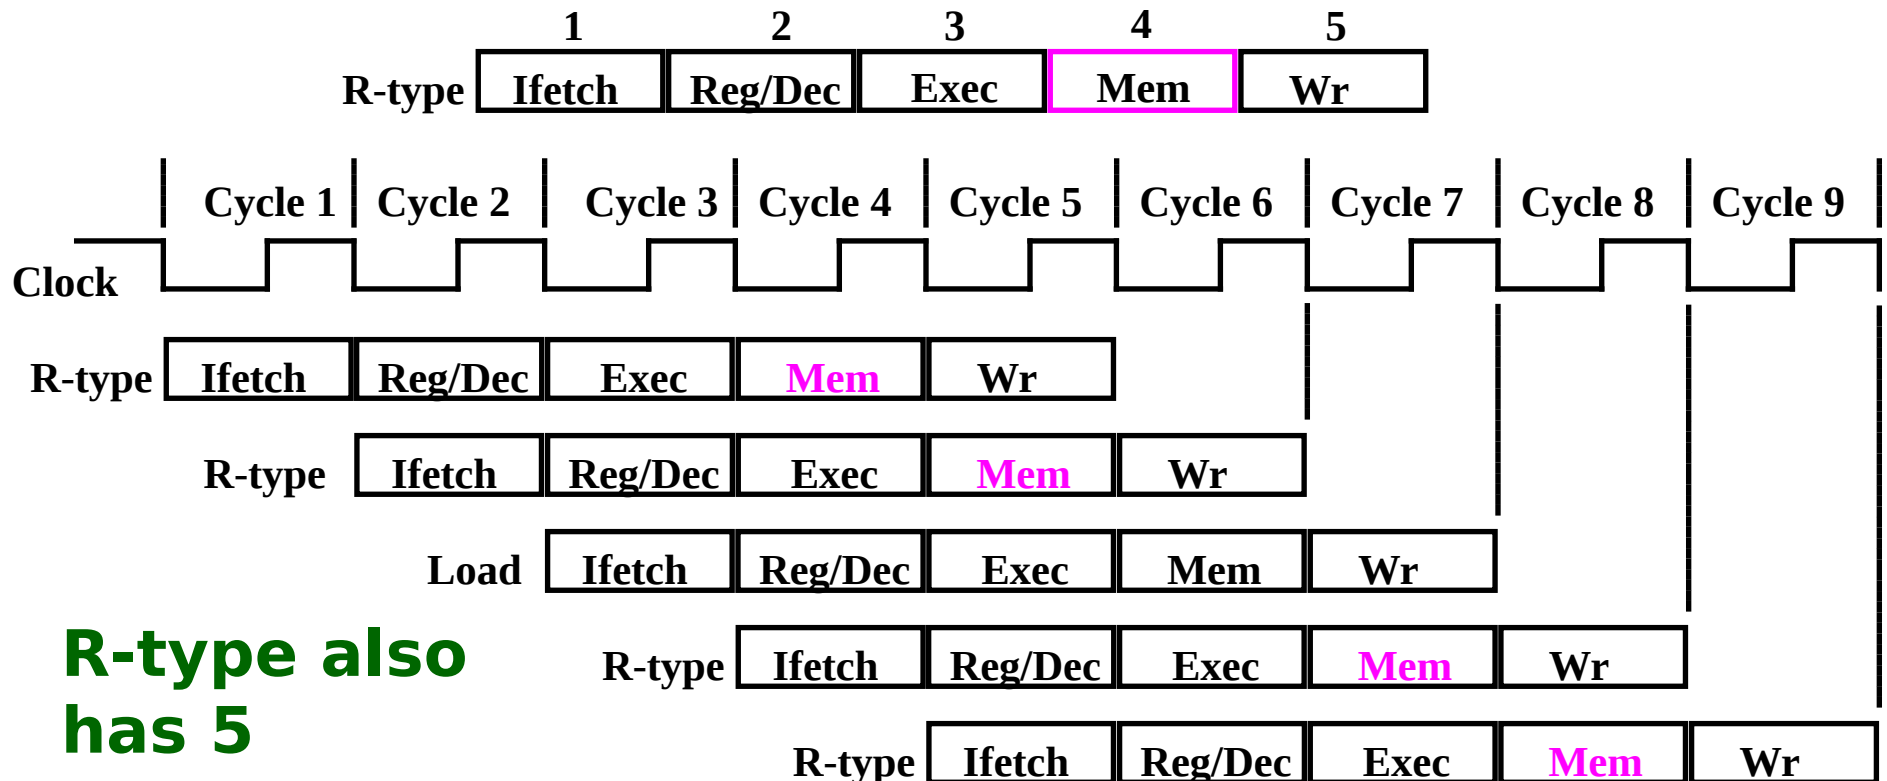 1 2 3 4 5
R-type Ifetch Reg/Dec Exec Mem Wr
Cycle 1 Cycle 2 Cycle 3 Cycle 4 Cycle 5 Cycle 6 Cycle 7 Cycle 8 Cycle 9
Clock
R-type Ifetch Reg/Dec Exec Mem Wr
R-type Ifetch Reg/Dec Exec Mem Wr
Load Ifetch Reg/Dec Exec Mem Wr
R-type Ifetch Reg/Dec Exec Mem Wr
R-type Ifetch Reg/Dec Exec Mem Wr
R-type also
has 5